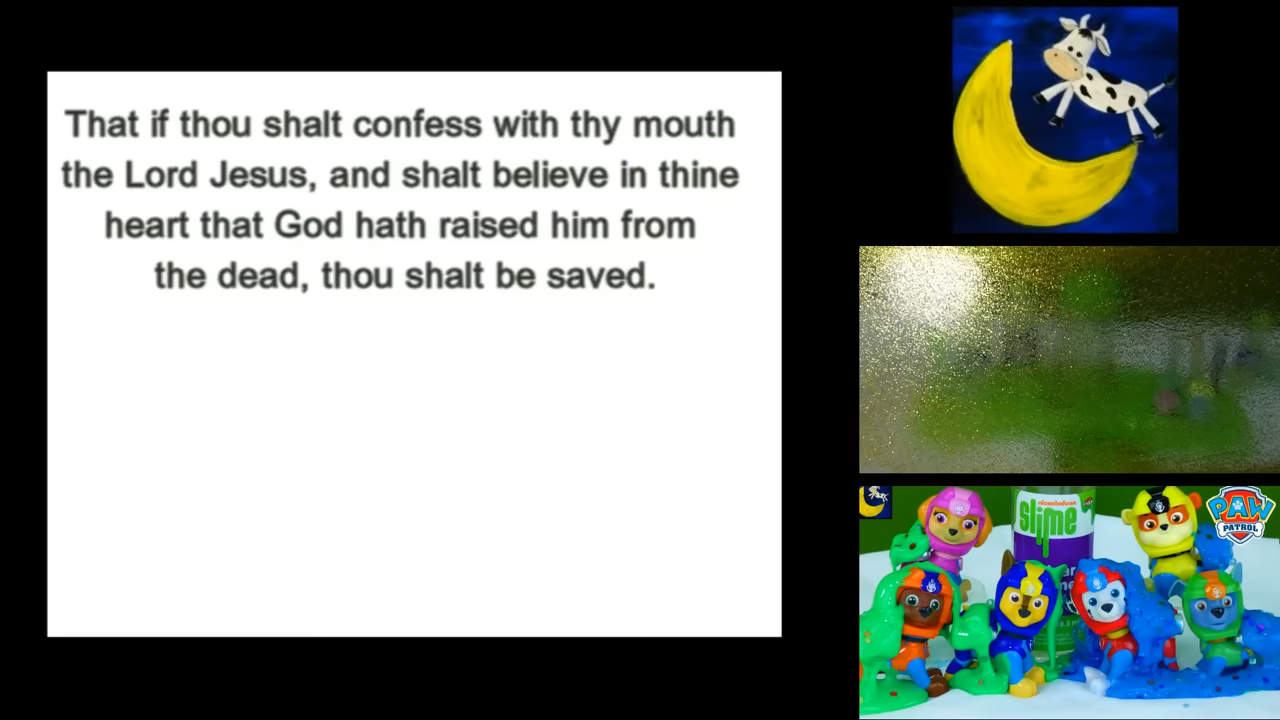 That if thou shalt confess with thy mouth
the Lord Jesus, and shalt believe in thine
heart that God hath raised him from
the dead, thou shalt be saved.
nickelodeon
slime
PAW
PATROL